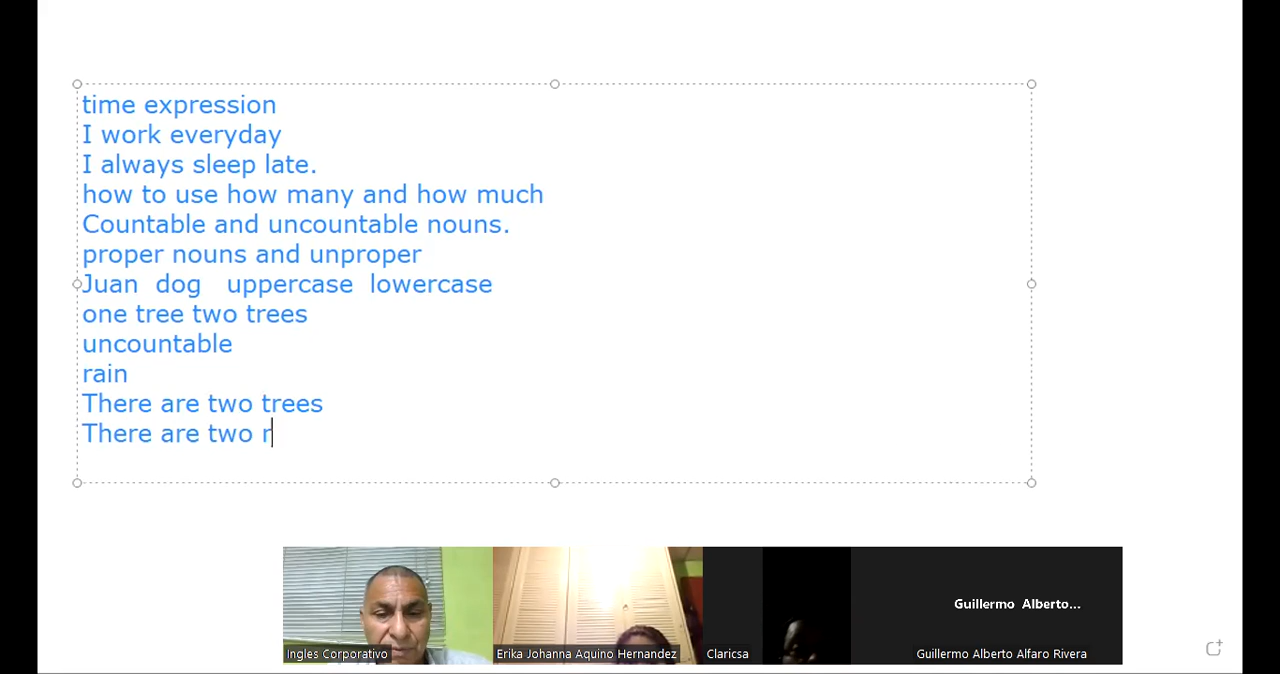 time expression
I work everyday
I always sleep late.
how to use how many and how much
Countable and uncountable nouns.
proper nouns and unproper
Juan dog uppercase lowercase
one tree two trees
uncountable
rain
There are two trees
There are two r
Guillermo Alberto...
Ingles Corporativo
Erika Johanna Aquino Hernandez
Claricsa
Guillermo Alberto Alfaro Rivera